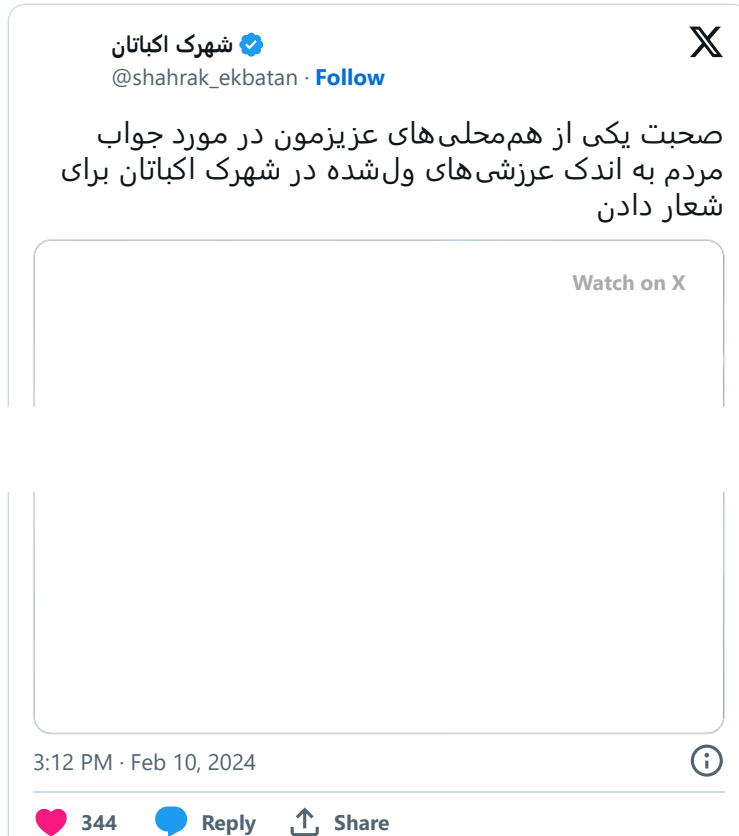 شهرک اکباتان
@shahrak_ekbatan · Follow
صحبت یکی از هم‌محلی‌های عزیزمون در مورد جواب
مردم به اندک عرزشی‌های ول‌شده در شهرک اکباتان برای
شعار دادن
Watch on X
3:12 PM · Feb 10, 2024
344 Reply Share